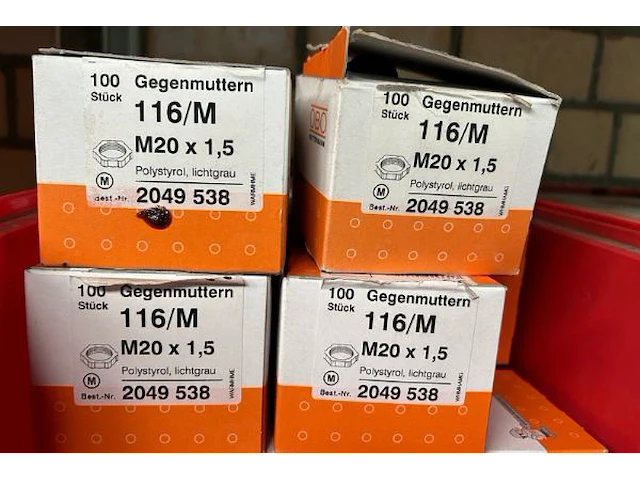 100 Gegenmuttern
Stück
116/M
M20 x 1,5
Polystyrol, lichtgrau
M
Best.-Nr. 2049 538
OBO
BETTERMANN
100 Gegenmuttern
Stück
116/M
M20 x 1,5
Polystyrol, lichtgrau
M
Best.-Nr. 2049 538
100 Gegenmuttern
Stück
116/M
M20 x 1,5
Polystyrol, lichtgrau
M
Best.-Nr. 2049 538
100 Gegenmuttern
Stück
116/M
M20 x 1,5
Polystyrol, lichtgrau
M
Best.-Nr. 2049 538